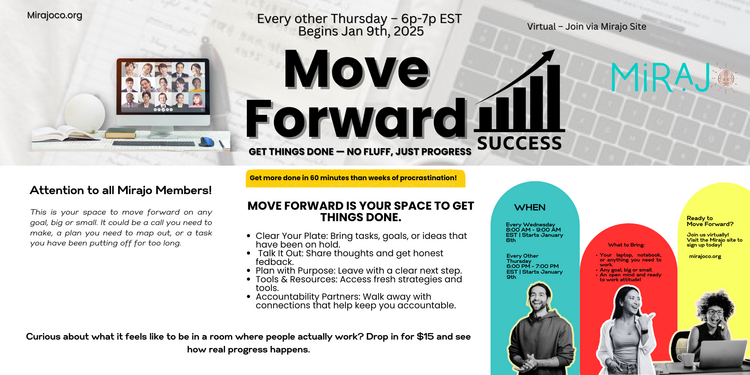 Mirajoco.org
Every other Thursday – 6p-7p EST
Begins Jan 9th, 2025
Virtual – Join via Mirajo Site
Move
Forward
SUCCESS
MiRAJO
GET THINGS DONE — NO FLUFF, JUST PROGRESS
Get more done in 60 minutes than weeks of procrastination!
Attention to all Mirajo Members!
This is your space to move forward on any
goal, big or small. It could be a call you need to
make, a plan you need to map out, or a task
you have been putting off for too long.
MOVE FORWARD IS YOUR SPACE TO GET
THINGS DONE.
• Clear Your Plate: Bring tasks, goals, or ideas that
have been on hold.
• Talk It Out: Share thoughts and get honest
feedback.
• Plan with Purpose: Leave with a clear next step.
• Tools & Resources: Access fresh strategies and
tools.
• Accountability Partners: Walk away with
connections that help keep you accountable.
Curious about what it feels like to be in a room where people actually work? Drop in for $15 and see
how real progress happens.
WHEN
Every Wednesday
8:00 AM - 9:00 AM
EST | Starts January
8th
Every Other
Thursday
6:00 PM - 7:00 PM
EST | Starts January
9th
What to Bring:
• Your laptop, notebook,
or anything you need to
work.
• Any goal, big or small.
• An open mind and ready
to work attitude!
Ready to
Move Forward?
Join us virtually!
Visit the Mirajo site to
sign up today!
mirajoco.org